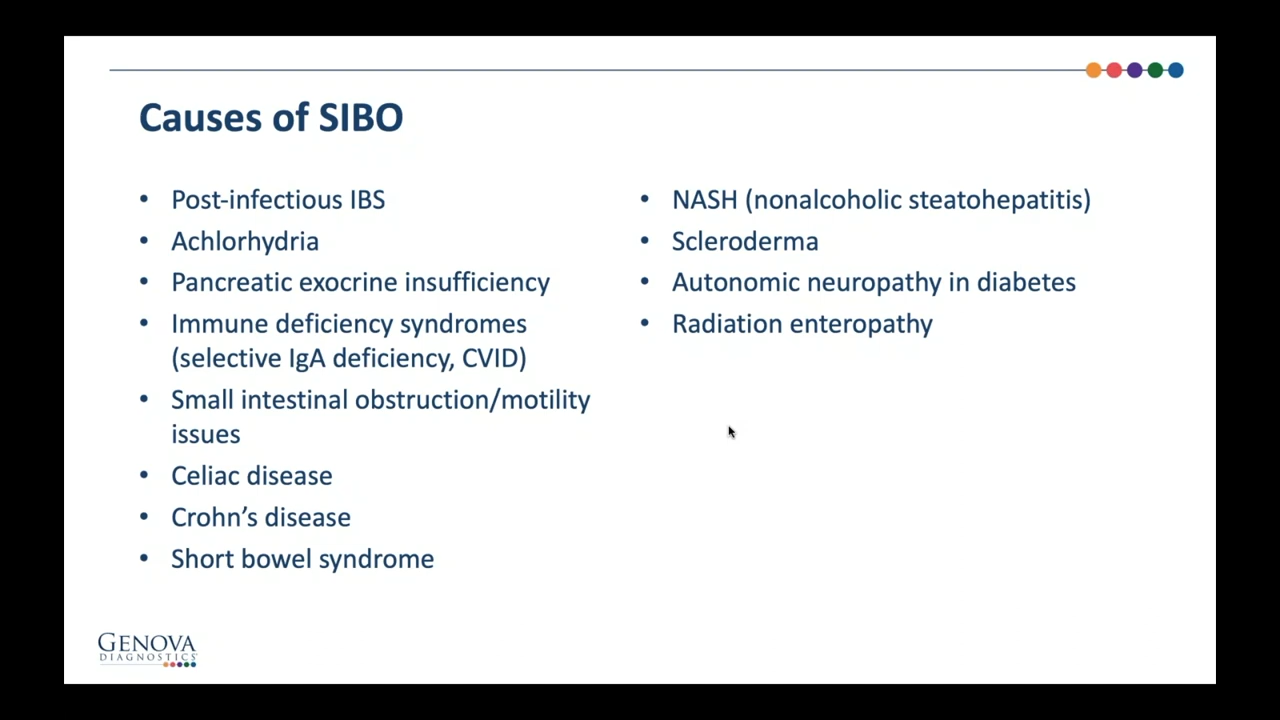 Causes of SIBO
• Post-infectious IBS
• Achlorhydria
• Pancreatic exocrine insufficiency
• Immune deficiency syndromes
(selective IgA deficiency, CVID)
• Small intestinal obstruction/motility
issues
• Celiac disease
• Crohn’s disease
• Short bowel syndrome
• NASH (nonalcoholic steatohepatitis)
• Scleroderma
• Autonomic neuropathy in diabetes
• Radiation enteropathy
GENOVA
DIAGNOSTICS